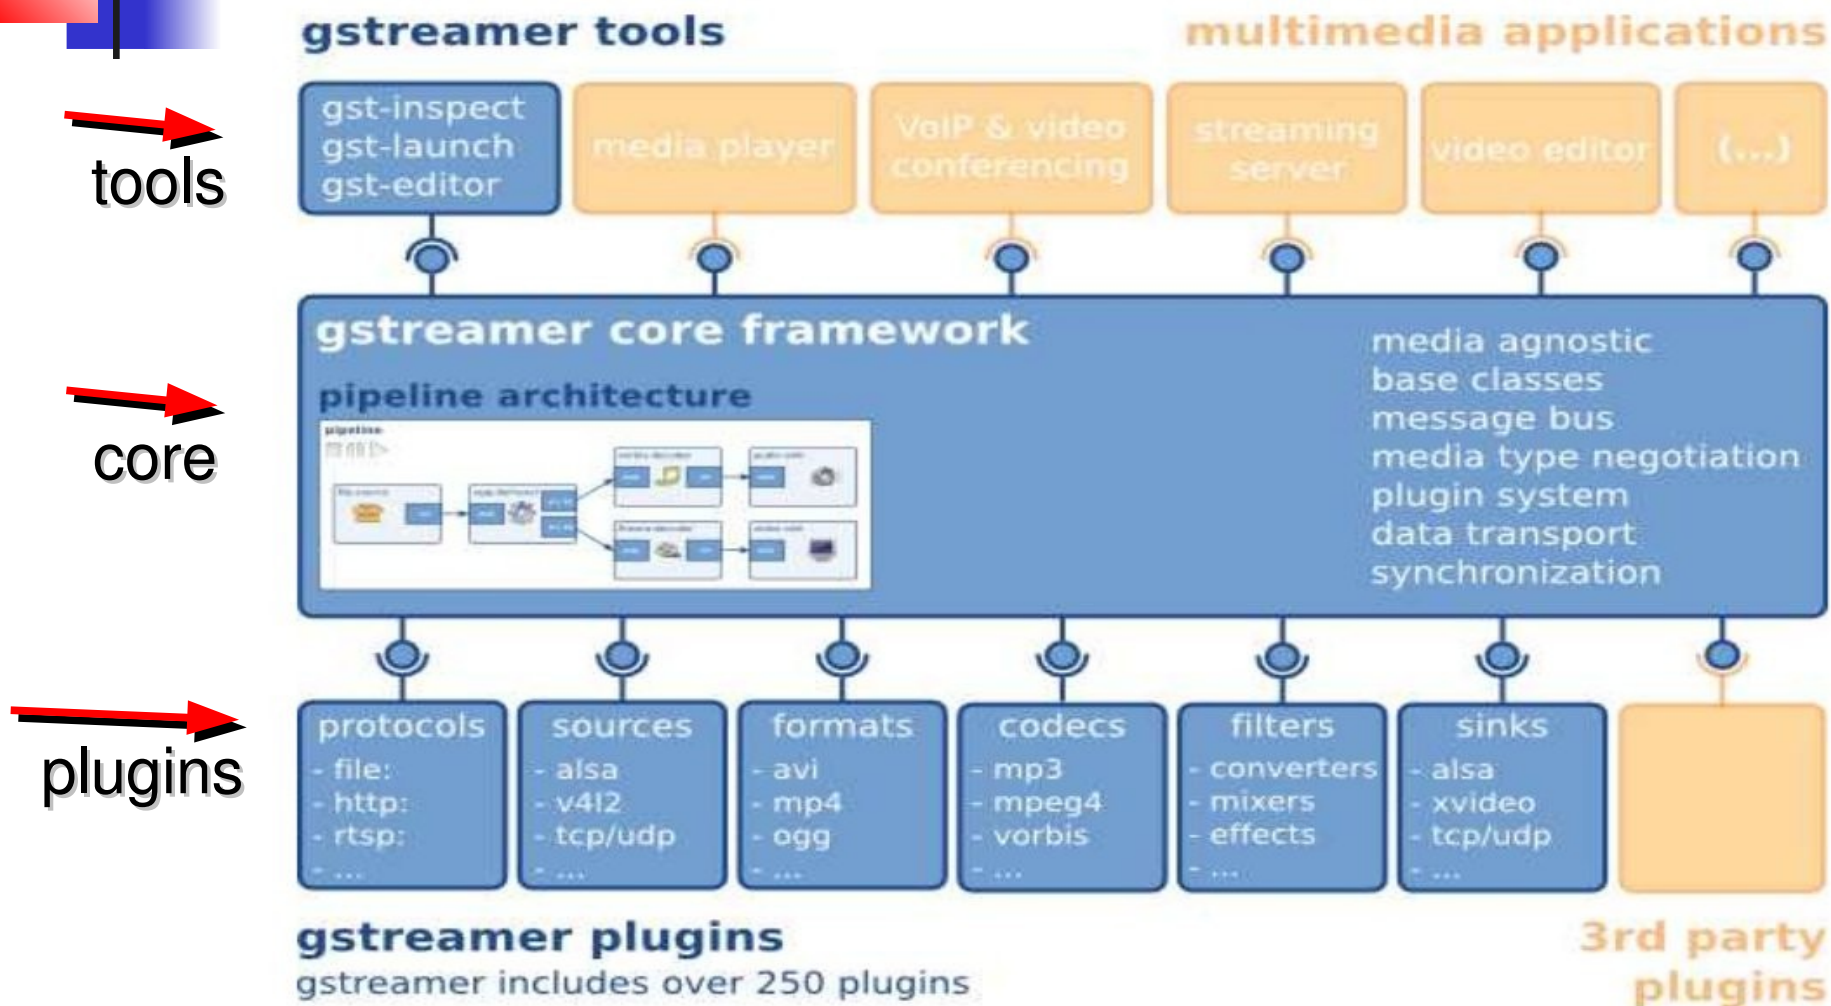 gstreamer tools
multimedia applications
tools
gst-inspect
gst-launch
gst-editor
media player
VoIP & video
conferencing
streaming
server
video editor
(...)
core
gstreamer core framework
pipeline architecture
pipeline
media agnostic
base classes
message bus
media type negotiation
plugin system
data transport
synchronization
plugins
protocols
- file:
- http:
- rtsp:
- ...
sources
- alsa
- v4l2
- tcp/udp
- ...
formats
- avi
- mp4
- ogg
- ...
codecs
- mp3
- mpeg4
- vorbis
- ...
filters
- converters
- mixers
- effects
- ...
sinks
- alsa
- xvideo
- tcp/udp
- ...
gstreamer plugins
gstreamer includes over 250 plugins
3rd party
plugins